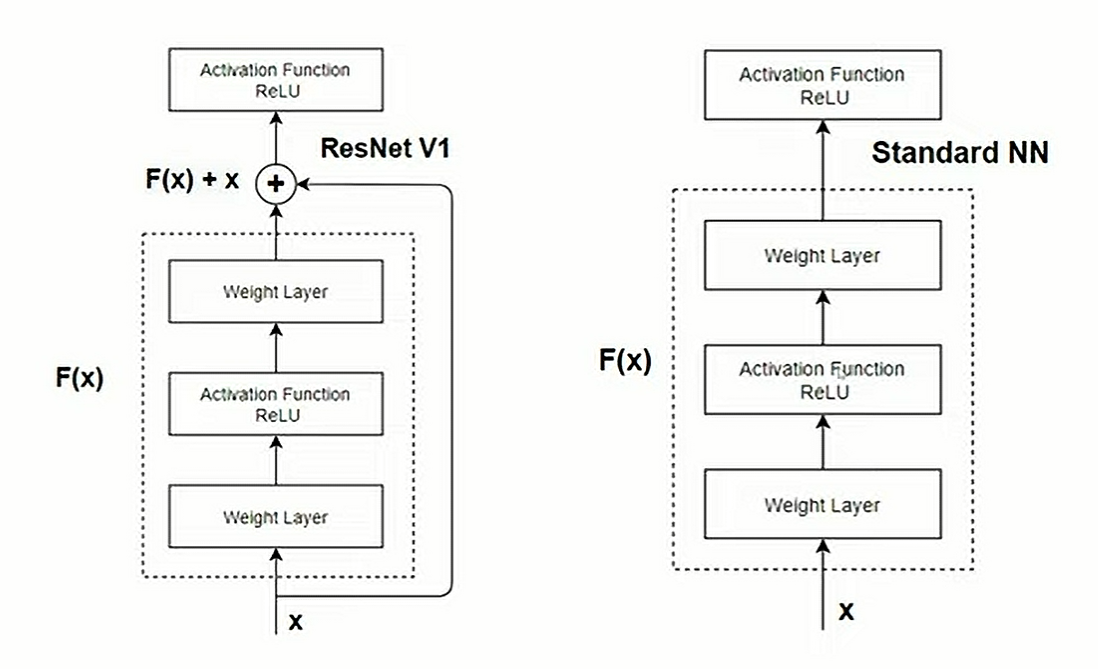 Activation Function
ReLU
ResNet V1
F(x) + x
+
Weight Layer
F(x)
Activation Function
ReLU
Weight Layer
x
Activation Function
ReLU
Standard NN
Weight Layer
F(x)
Activation Function
ReLU
Weight Layer
x